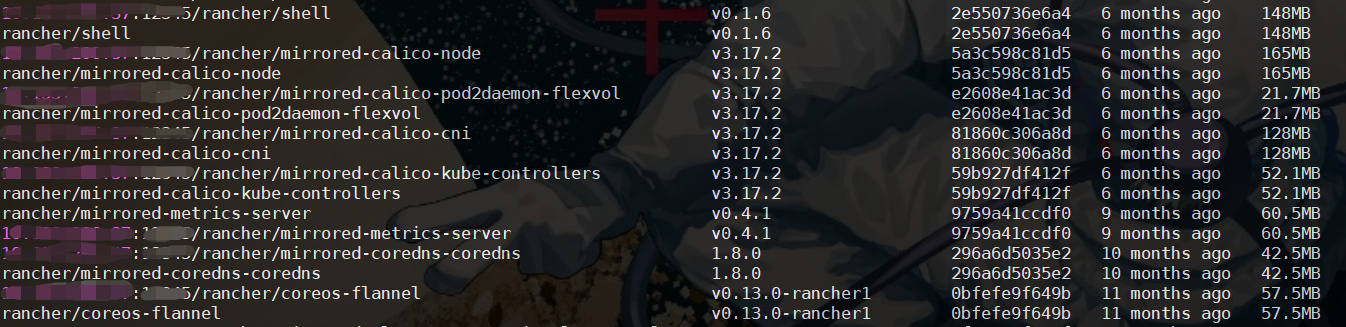 /rancher/shell v0.1.6 2e550736e6a4 6 months ago 148MB
rancher/shell v0.1.6 2e550736e6a4 6 months ago 148MB
/rancher/mirrored-calico-node v3.17.2 5a3c598c81d5 6 months ago 165MB
rancher/mirrored-calico-node v3.17.2 5a3c598c81d5 6 months ago 165MB
/rancher/mirrored-calico-pod2daemon-flexvol v3.17.2 e2608e41ac3d 6 months ago 21.7MB
rancher/mirrored-calico-pod2daemon-flexvol v3.17.2 e2608e41ac3d 6 months ago 21.7MB
/rancher/mirrored-calico-cni v3.17.2 81860c306a8d 6 months ago 128MB
rancher/mirrored-calico-cni v3.17.2 81860c306a8d 6 months ago 128MB
/rancher/mirrored-calico-kube-controllers v3.17.2 59b927df412f 6 months ago 52.1MB
rancher/mirrored-calico-kube-controllers v3.17.2 59b927df412f 6 months ago 52.1MB
rancher/mirrored-metrics-server v0.4.1 9759a41ccdf0 9 months ago 60.5MB
/rancher/mirrored-metrics-server v0.4.1 9759a41ccdf0 9 months ago 60.5MB
/rancher/mirrored-coredns-coredns 1.8.0 296a6d5035e2 10 months ago 42.5MB
rancher/mirrored-coredns-coredns 1.8.0 296a6d5035e2 10 months ago 42.5MB
/rancher/coreos-flannel v0.13.0-rancher1 0bfefe9f649b 11 months ago 57.5MB
rancher/coreos-flannel v0.13.0-rancher1 0bfefe9f649b 11 months ago 57.5MB